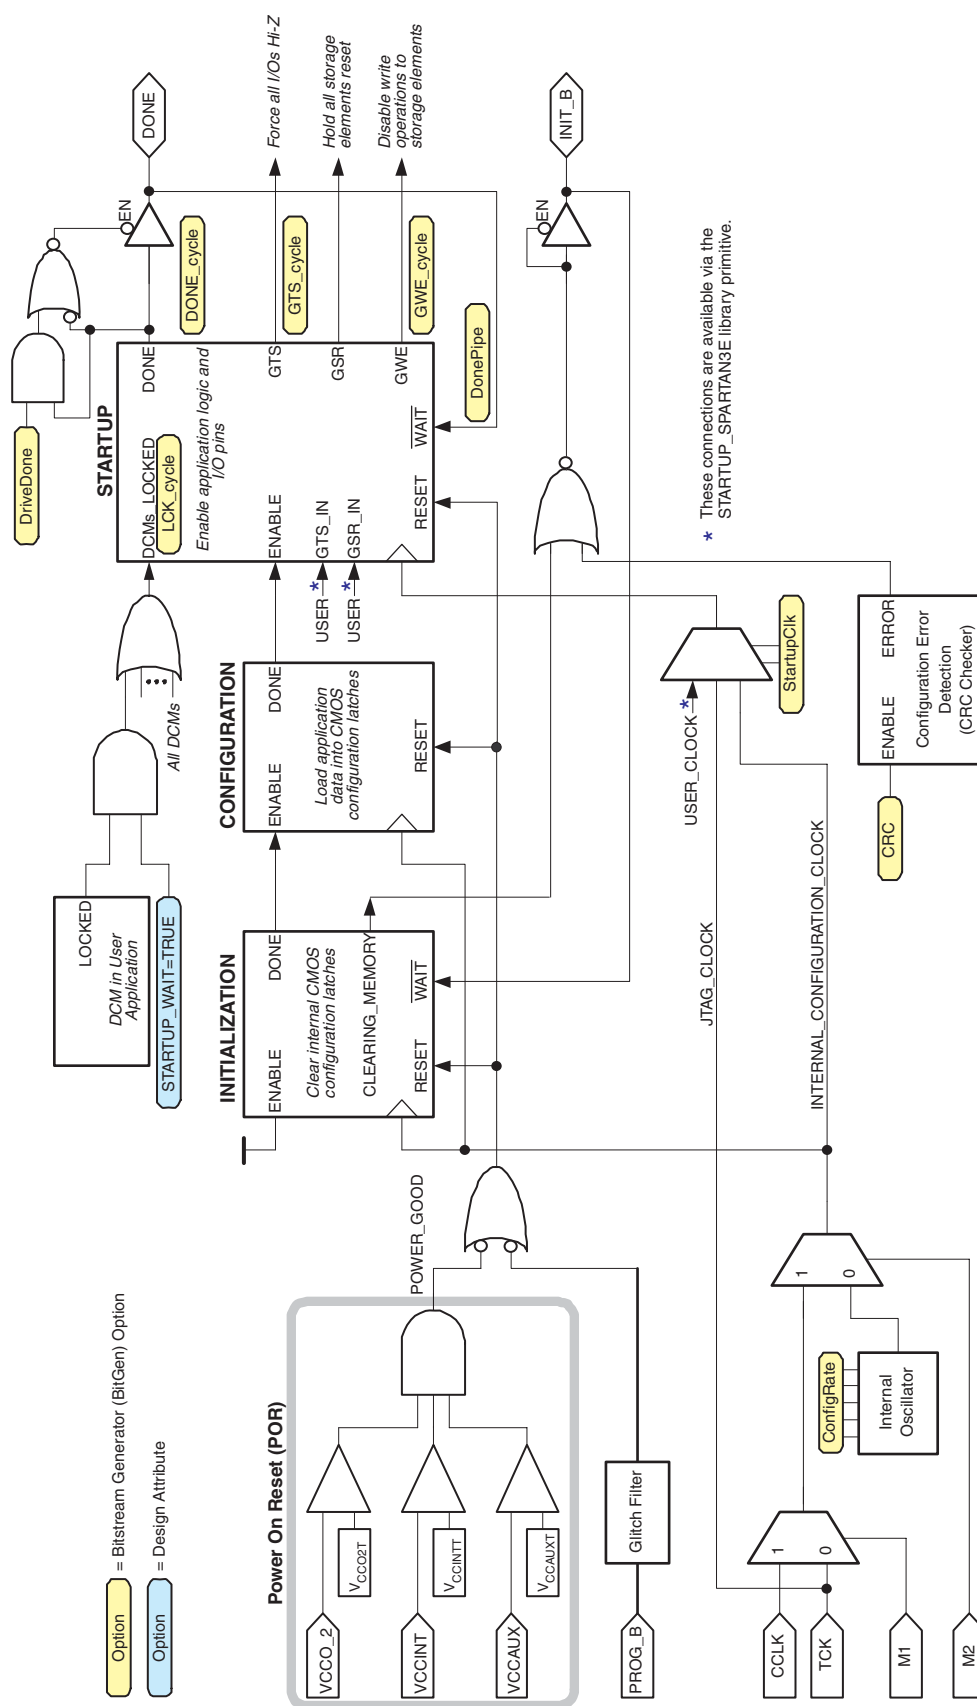 Option
= Bitstream Generator (BitGen) Option
Option
= Design Attribute
Power On Reset (POR)
VCCO_2
VCCO2T
VCCINT
VCCINTT
VCCAUX
VCCAUXT
POWER_GOOD
PROG_B
Glitch Filter
CCLK
TCK
M1
M2
1
0
ConfigRate
Internal
Oscillator
1
0
INTERNAL_CONFIGURATION_CLOCK
JTAG_CLOCK
USER_CLOCK *
StartupClk
DCM in User
Application
LOCKED
STARTUP_WAIT=TRUE
All DCMs
INITIALIZATION
ENABLE
DONE
Clear internal CMOS
configuration latches
CLEARING_MEMORY
RESET
WAIT
CONFIGURATION
ENABLE
DONE
Load application
data into CMOS
configuration latches
RESET
STARTUP
DCMs_LOCKED
LCK_cycle
DONE
Enable application logic and
I/O pins
ENABLE
USER *
GTS_IN
USER *
GSR_IN
GTS
GSR
GWE
RESET
WAIT
DriveDone
EN
DONE
DONE_cycle
GTS_cycle
GWE_cycle
DonePipe
Force all I/Os Hi-Z
Hold all storage
elements reset
Disable write
operations to
storage elements
EN
INIT_B
* These connections are available via the
STARTUP_SPARTAN3E library primitive.
CRC
ENABLE
ERROR
Configuration Error
Detection
(CRC Checker)